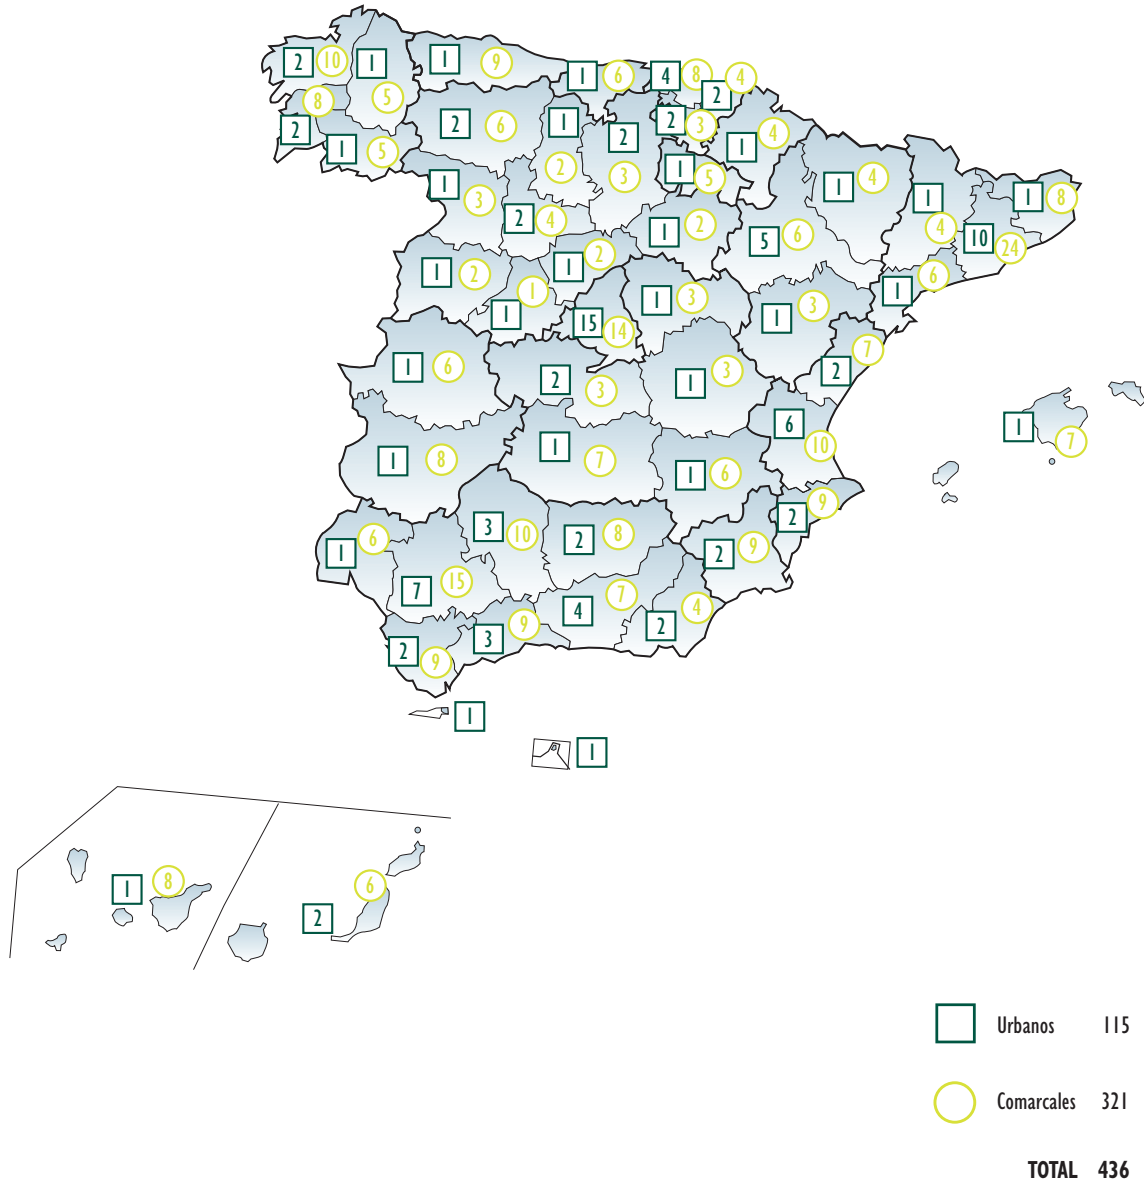 2 10 1 1 9 1 6 4 8 4
5 2
8 2 2 6 1 2 2 3 4
1 5 1 2 3 1 5 1 4 1 8
1 3 2 4 1 2 5 6 1 4 10 24
1 2 1 2 1 1 3 1 3 1 6
1 15 14 7
1 6 2 3 1 3 2
6 10 1 7
1 8 1 7 1 6
2 9
1 6 3 10 2 8 2 9
7 15 4 7 2 4
2 9 3 9
1
1
1 8 6
2
Urbanos 115
Comarcales 321
TOTAL 436